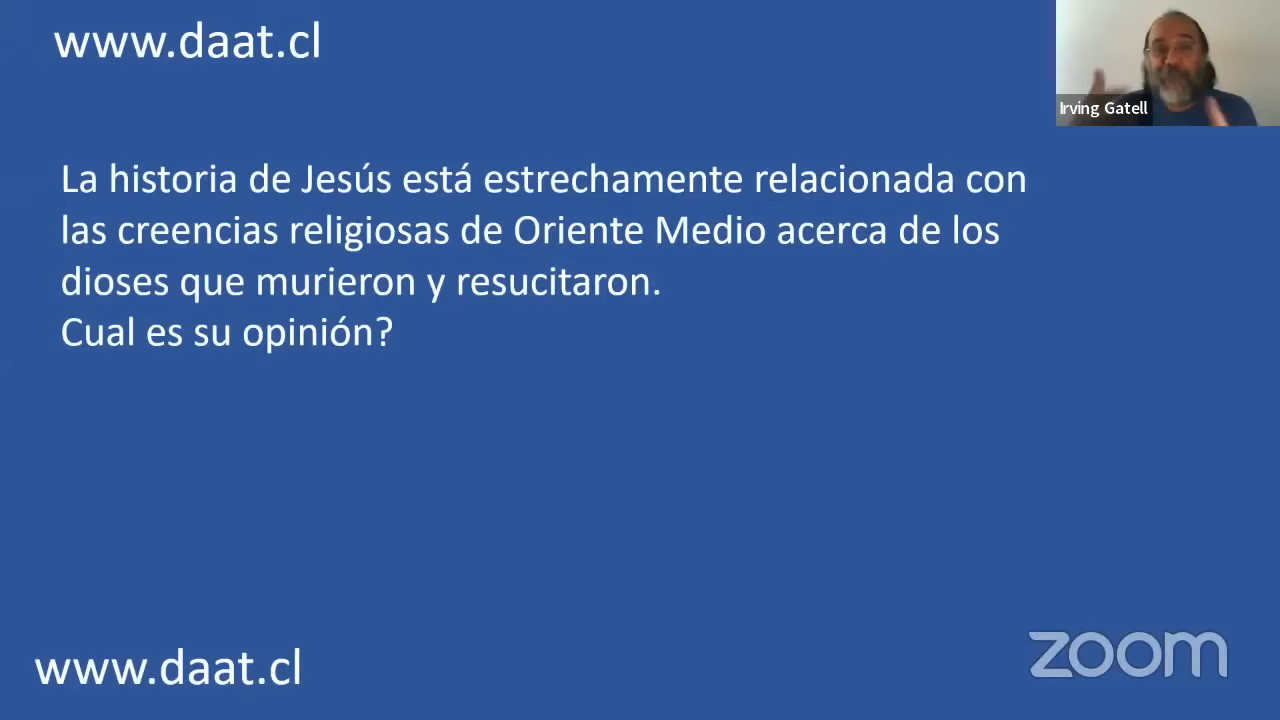 www.daat.cl
Irving Gatell
La historia de Jesús está estrechamente relacionada con
las creencias religiosas de Oriente Medio acerca de los
dioses que murieron y resucitaron.
Cual es su opinión?
www.daat.cl
zoom